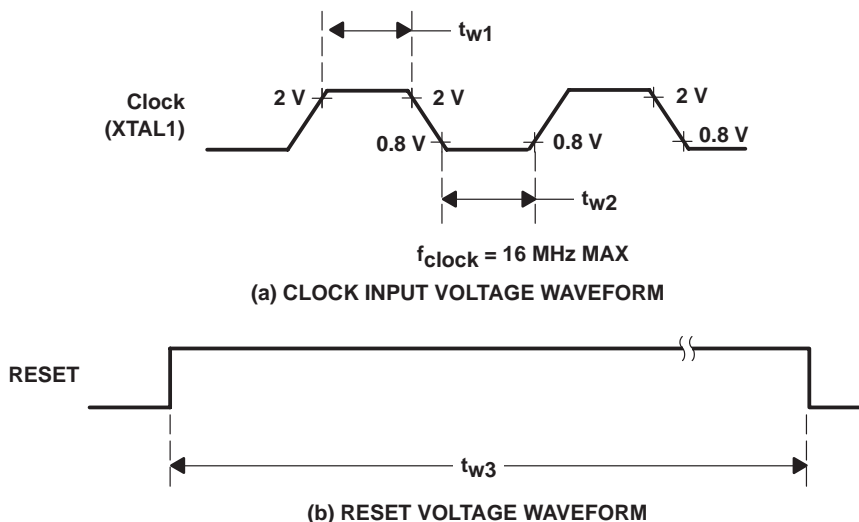 tw1
Clock
(XTAL1)
2 V
2 V
2 V
0.8 V
0.8 V
0.8 V
tw2
fclock = 16 MHz MAX
(a) CLOCK INPUT VOLTAGE WAVEFORM
RESET
tw3
(b) RESET VOLTAGE WAVEFORM